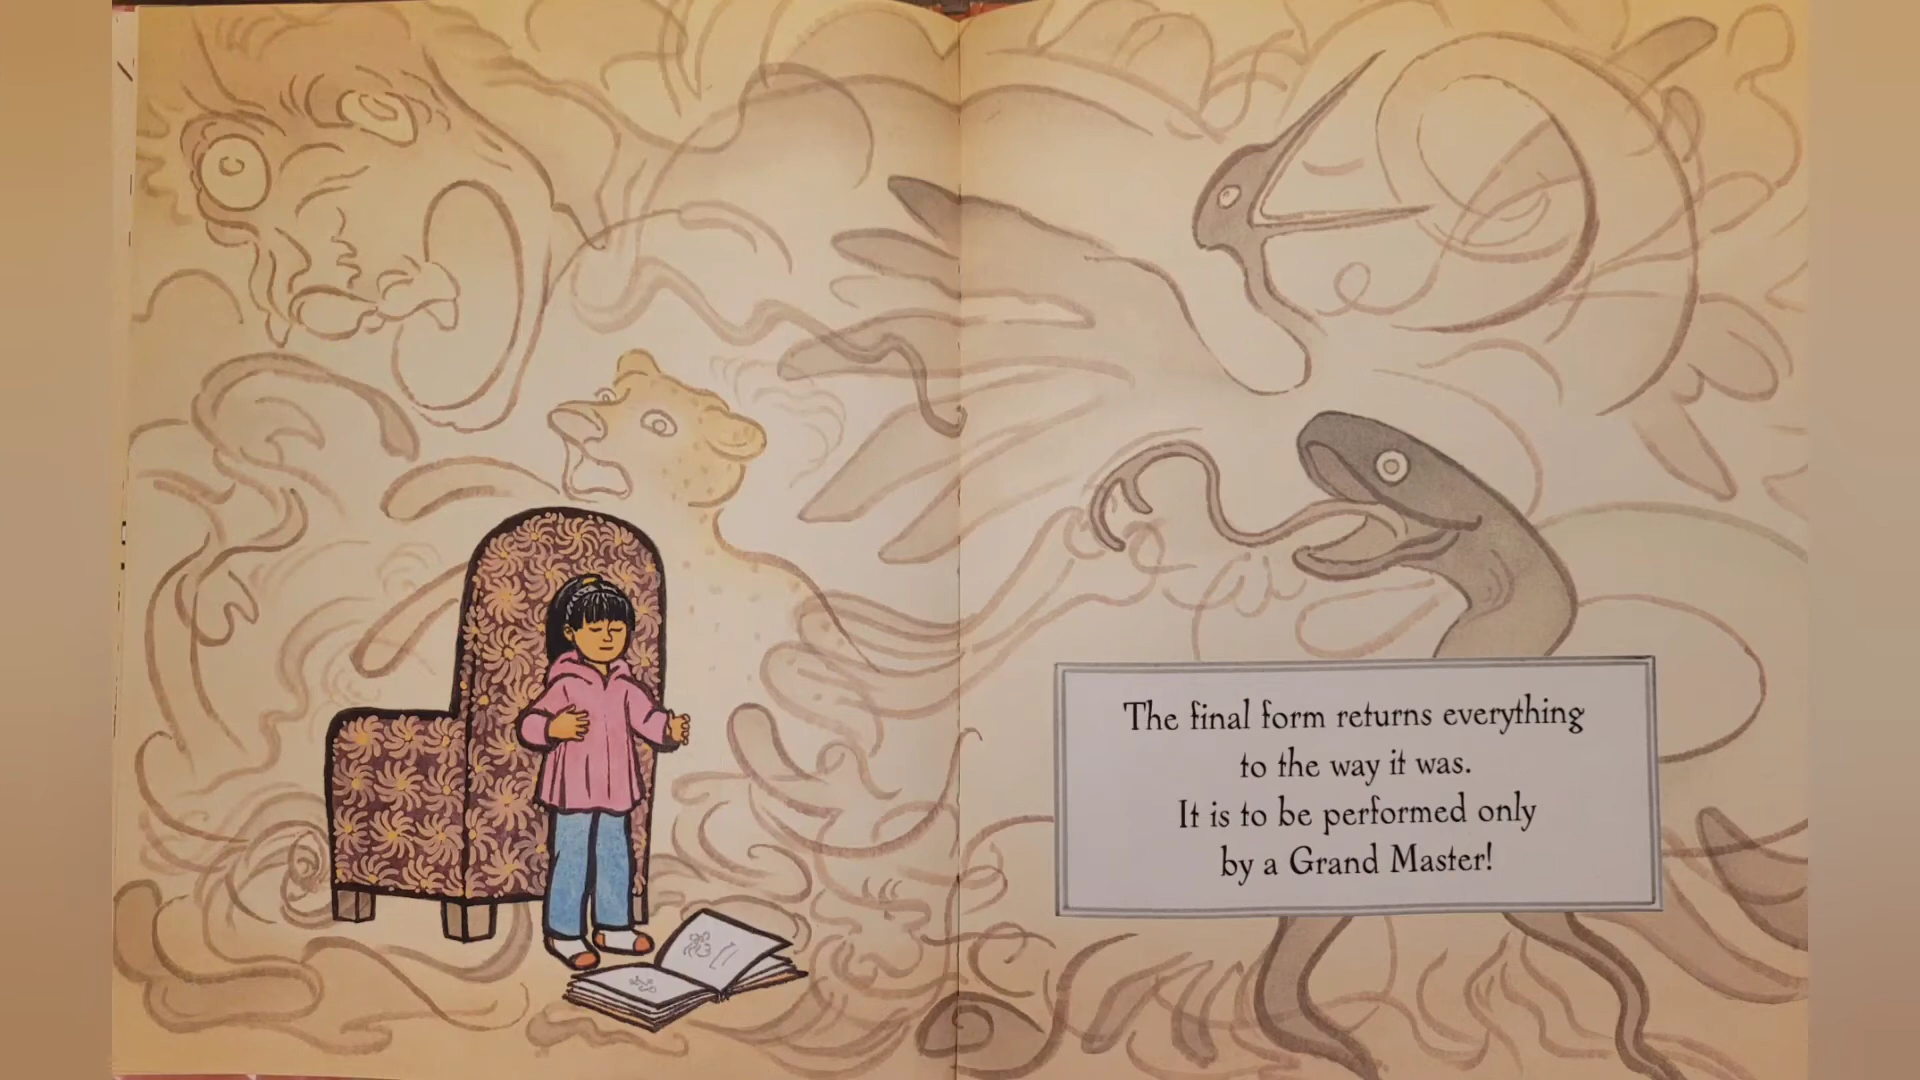 The final form returns everything
to the way it was.
It is to be performed only
by a Grand Master!